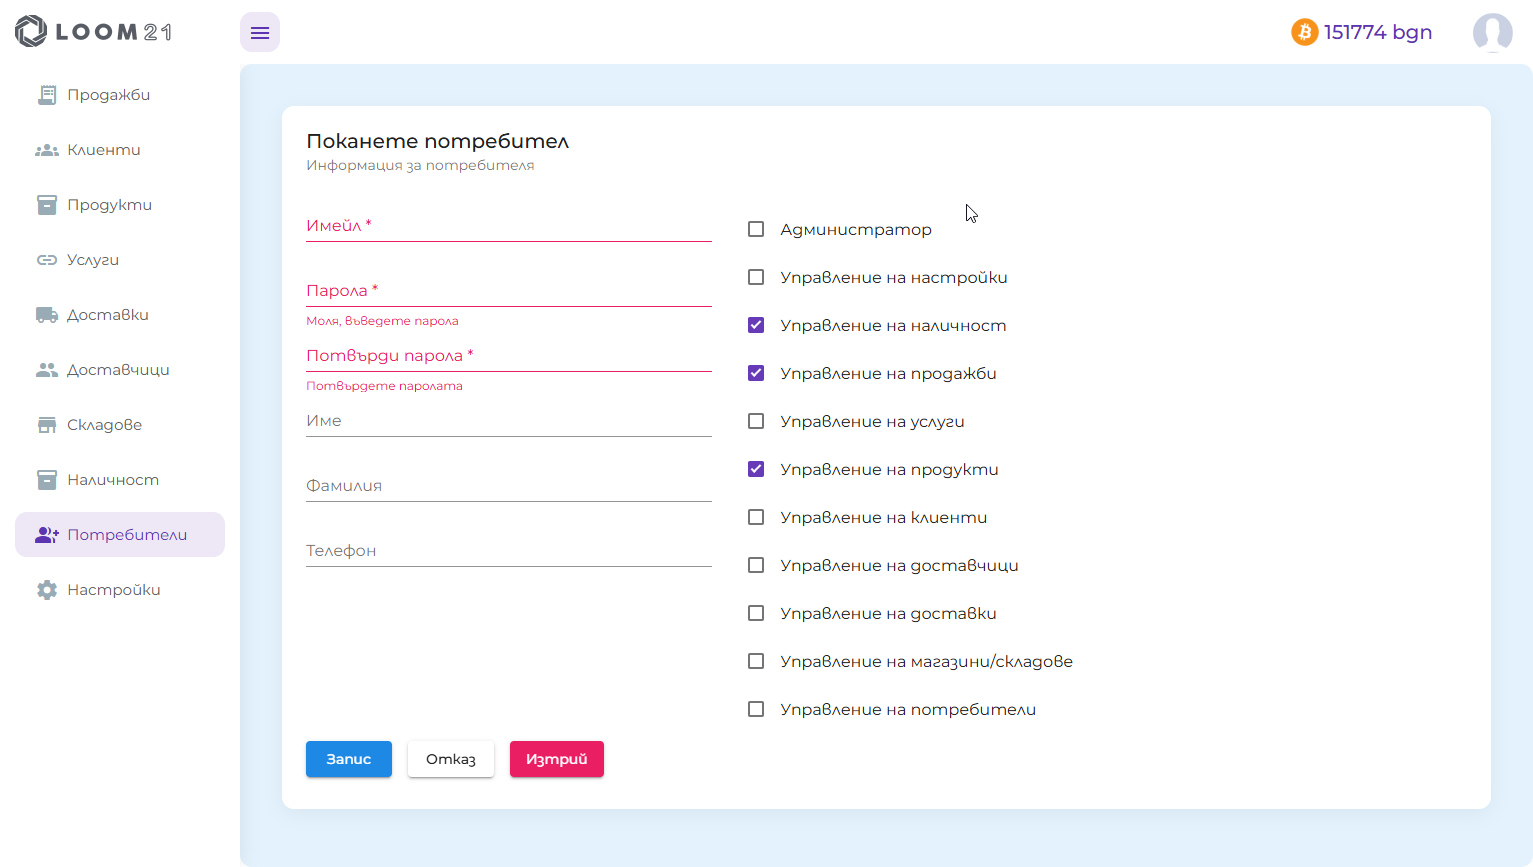 LOOM21
151774 bgn
Продажби
Клиенти
Продукти
Услуги
Доставки
Доставчици
Складове
Наличност
Потребители
Настройки
Поканете потребител
Информация за потребителя
Имейл *
Парола *
Моля, въведете парола
Потвърди парола *
Потвърдете паролата
Име
Фамилия
Телефон
Администратор
Управление на настройки
Управление на наличност
Управление на продажби
Управление на услуги
Управление на продукти
Управление на клиенти
Управление на доставчици
Управление на доставки
Управление на магазини/складове
Управление на потребители
Запис
Отказ
Изтрий